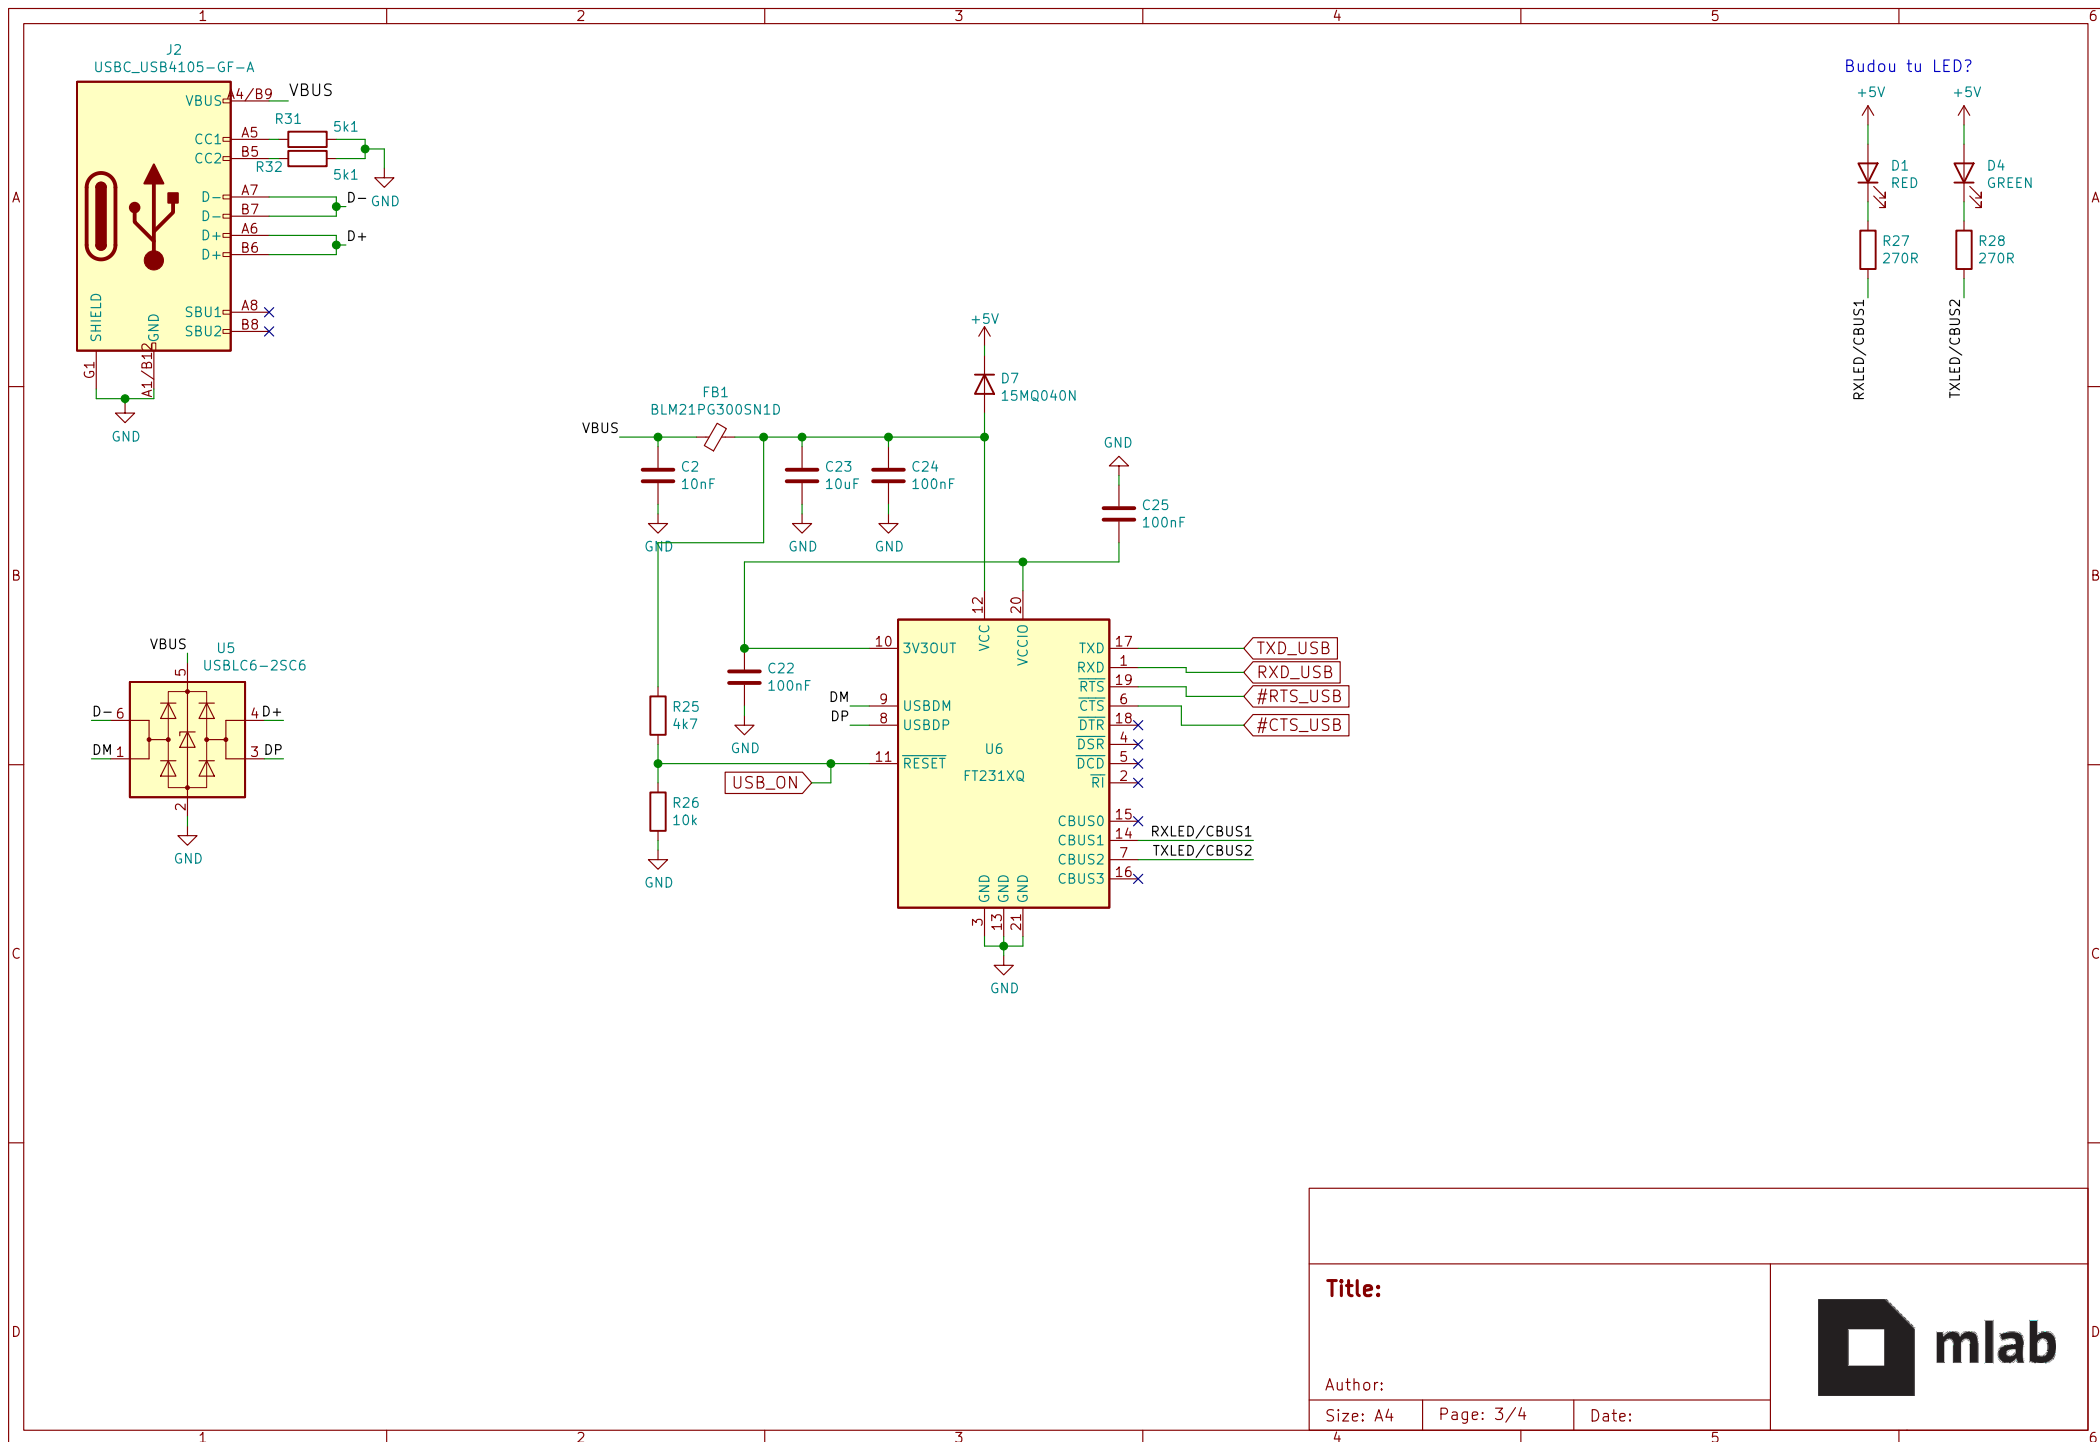 1 2 3 4 5 6
J2
USBC_USB4105-GF-A
VBUS A4/B9 VBUS
R31 5k1
CC1 A5
CC2 B5
R32 5k1
GND
D- A7 D-
D- B7
D+ A6 D+
D+ B6
SBU1 A8
SBU2 B8
SHIELD GND
G1 A1/B12
GND
Budou tu LED?
+5V +5V
D1
RED
D4
GREEN
R27
270R
R28
270R
RXLED/CBUS1
TXLED/CBUS2
A A
+5V
D7
15MQ040N
FB1
BLM21PG300SN1D
VBUS
C2
10nF
GND
C23
10uF
GND
C24
100nF
GND
GND
C25
100nF
B B
VBUS
U5
USBLC6-2SC6
5
D- 6 4 D+
DM 1 3 DP
2
GND
R25
4k7
R26
10k
GND
C22
100nF
GND
DM
DP
USB_ON
12 20
VCC VCCIO
10 3V3OUT
9 USBDM
8 USBDP
11 RESET
U6
FT231XQ
TXD 17 TXD_USB
RXD 1 RXD_USB
RTS 19 #RTS_USB
CTS 6 #CTS_USB
DTR 18
DSR 4
DCD 5
RI 2
CBUS0 15
CBUS1 14 RXLED/CBUS1
CBUS2 7 TXLED/CBUS2
CBUS3 16
GND GND GND
3 13 21
GND
C C
D D
Title:
Author:
Size: A4 Page: 3/4 Date:
mlab
1 2 3 4 5 6